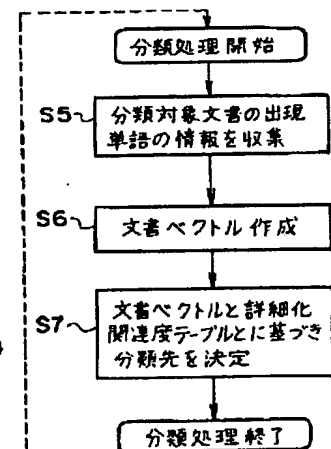 分類処理開始
S5
分類対象文書の出現
単語の情報を収集
S6
文書ベクトル作成
S7
文書ベクトルと詳細化
関連度テーブルとに基づき
分類先を決定
分類処理終了